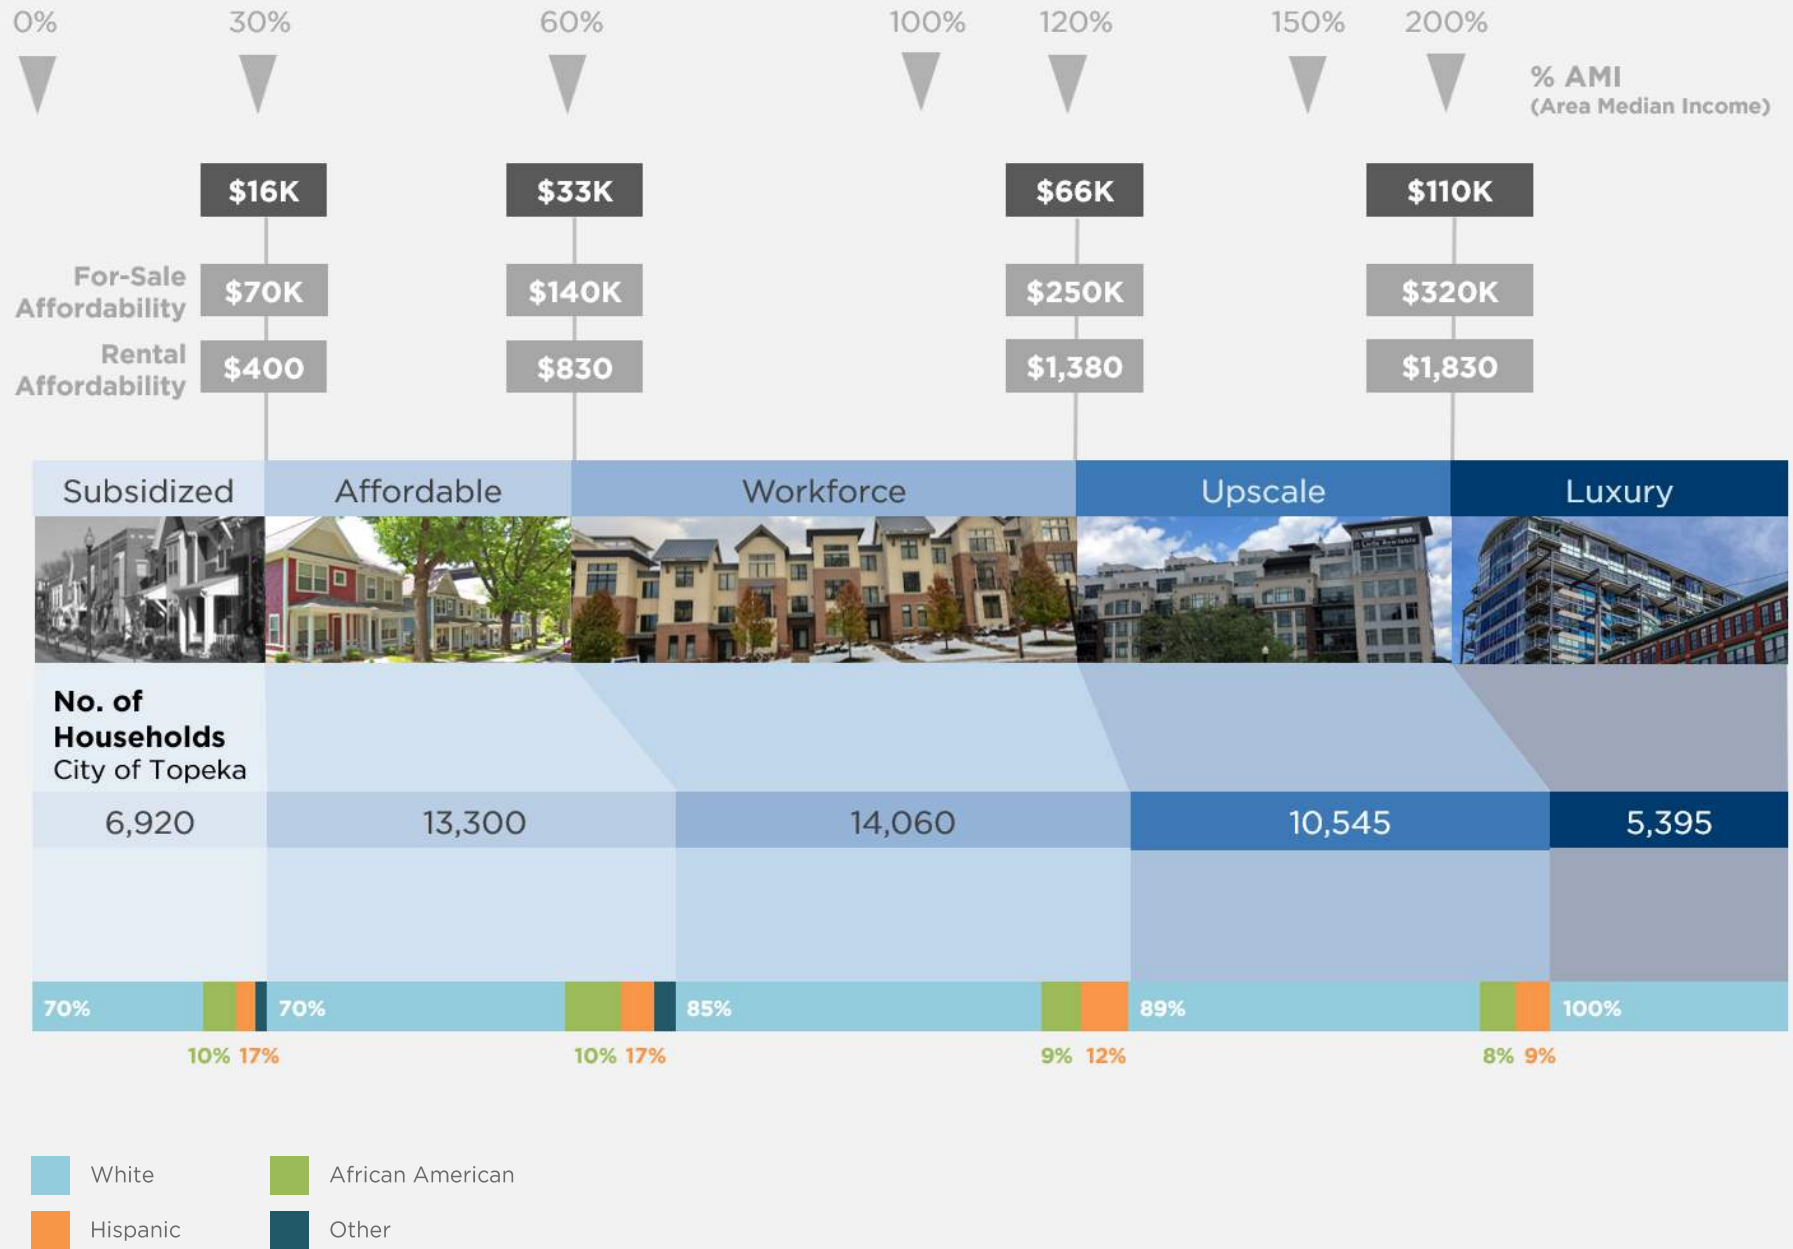 0% 30% 60% 100% 120% 150% 200%
% AMI
(Area Median Income)
$16K $33K $66K $110K
For-Sale
Affordability
$70K $140K $250K $320K
Rental
Affordability
$400 $830 $1,380 $1,830
Subsidized Affordable Workforce Upscale Luxury
Lofts Available
No. of
Households
City of Topeka
6,920 13,300 14,060 10,545 5,395
70% 70% 85% 89% 100%
10% 17% 10% 17% 9% 12% 8% 9%
White African American
Hispanic Other